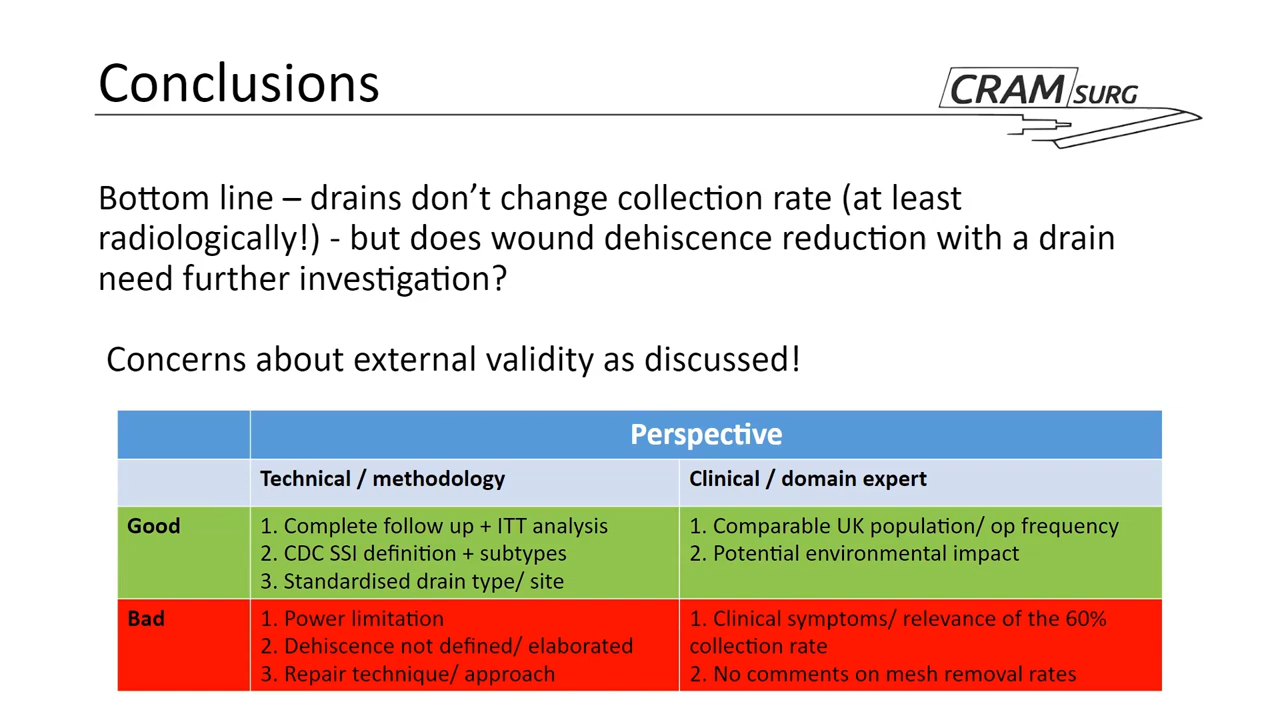 Conclusions
CRAM SURG
Bottom line – drains don’t change collection rate (at least
radiologically!) - but does wound dehiscence reduction with a drain
need further investigation?
Concerns about external validity as discussed!
Perspective
Technical / methodology
Clinical / domain expert
Good
1. Complete follow up + ITT analysis
2. CDC SSI definition + subtypes
3. Standardised drain type/ site
1. Comparable UK population/ op frequency
2. Potential environmental impact
Bad
1. Power limitation
2. Dehiscence not defined/ elaborated
3. Repair technique/ approach
1. Clinical symptoms/ relevance of the 60%
collection rate
2. No comments on mesh removal rates